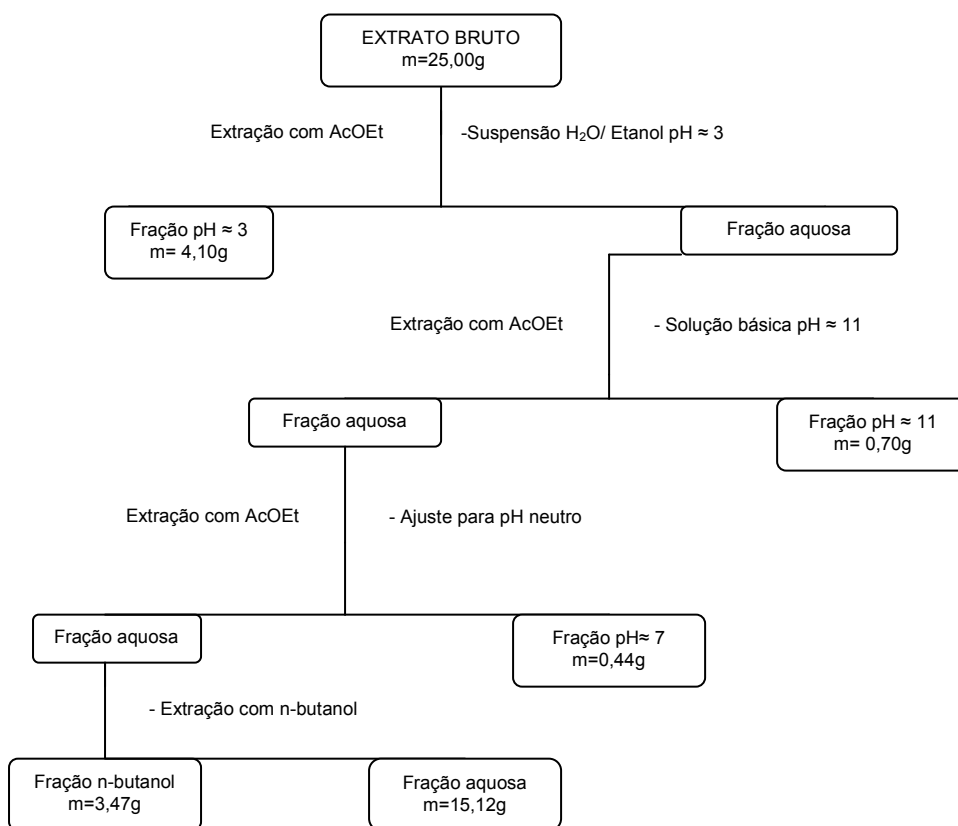 EXTRATO BRUTO
m=25,00g
Extração com AcOEt
-Suspensão H₂O/ Etanol pH ≈ 3
Fração pH ≈ 3
m= 4,10g
Fração aquosa
Extração com AcOEt
- Solução básica pH ≈ 11
Fração aquosa
Fração pH ≈ 11
m= 0,70g
Extração com AcOEt
- Ajuste para pH neutro
Fração aquosa
Fração pH≈ 7
m=0,44g
- Extração com n-butanol
Fração n-butanol
m=3,47g
Fração aquosa
m=15,12g